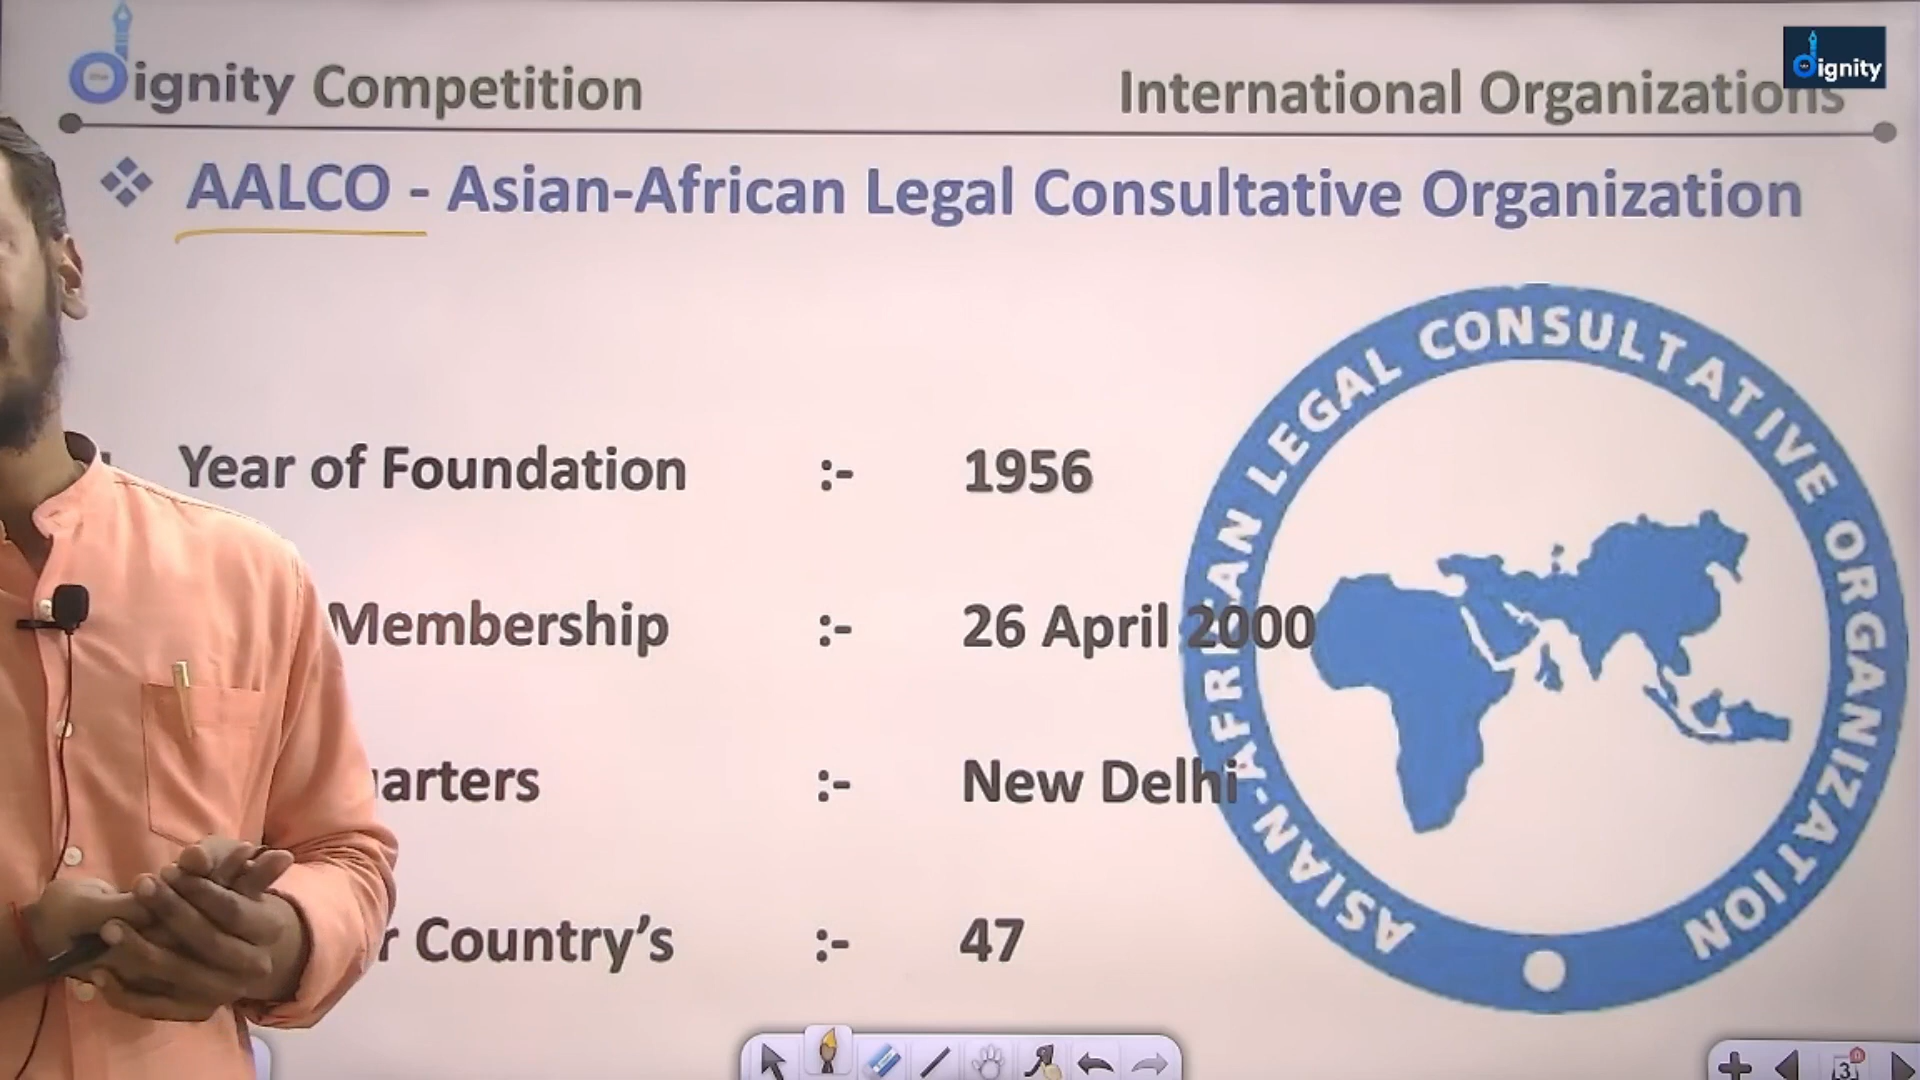 dignity Competition
International Organizations
dignity
❖ AALCO - Asian-African Legal Consultative Organization
Year of Foundation :- 1956
Membership :- 26 April 2000
:- New Delhi
Country's :- 47
ASIAN-AFRICAN LEGAL CONSULTATIVE ORGANIZATION
3